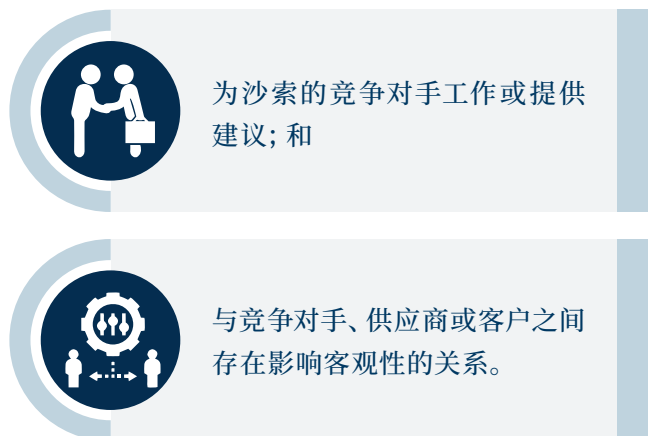 为沙索的竞争对手工作或提供
建议；和
与竞争对手、供应商或客户之间
存在影响客观性的关系。